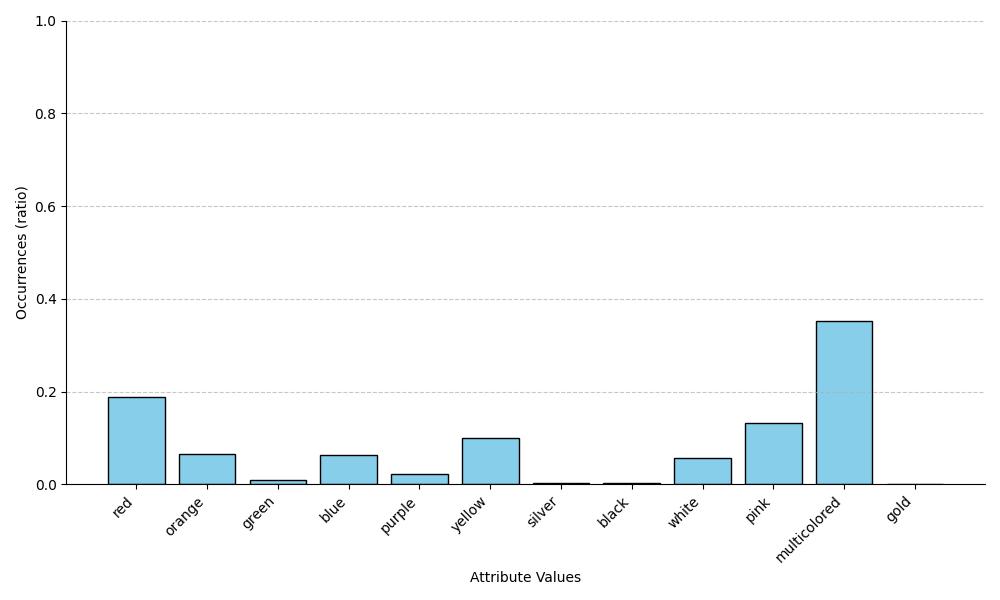 1.0
0.8
0.6
0.4
0.2
0.0
Occurrences (ratio)
red orange green blue purple yellow silver black white pink multicolored gold
Attribute Values